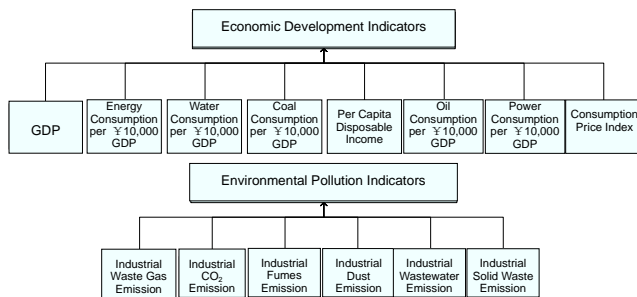 Economic Development Indicators
GDP
Energy
Consumption
per ¥10,000
GDP
Water
Consumption
per ¥10,000
GDP
Coal
Consumption
per ¥10,000
GDP
Per Capita
Disposable
Income
Oil
Consumption
per ¥10,000
GDP
Power
Consumption
per ¥10,000
GDP
Consumption
Price Index
Environmental Pollution Indicators
Industrial
Waste Gas
Emission
Industrial
CO₂
Emission
Industrial
Fumes
Emission
Industrial
Dust
Emission
Industrial
Wastewater
Emission
Industrial
Solid Waste
Emission